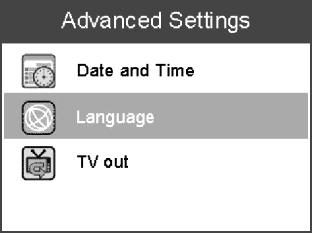 Advanced Settings
Date and Time
Language
TV out